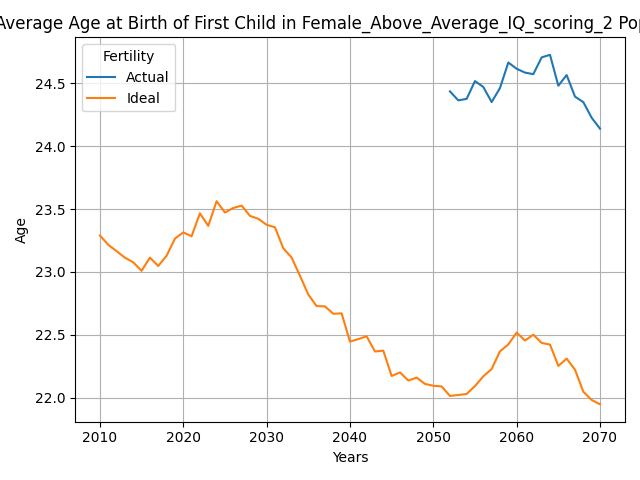 Average Age at Birth of First Child in Female_Above_Average_IQ_scoring_2
Fertility
Actual
Ideal
24.5
24.0
23.5
23.0
22.5
22.0
Age
2010 2020 2030 2040 2050 2060 2070
Years